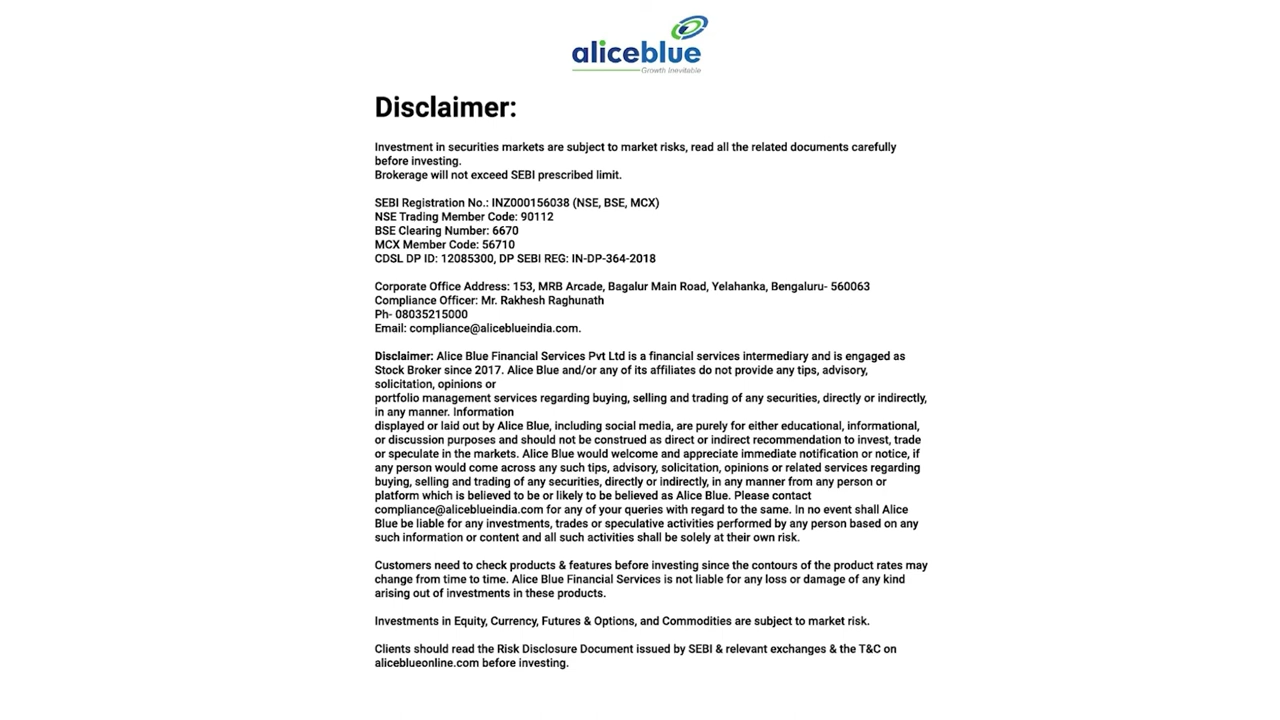 aliceblue
Growth Inevitable
Disclaimer:
Investment in securities markets are subject to market risks, read all the related documents carefully
before investing.
Brokerage will not exceed SEBI prescribed limit.
SEBI Registration No.: INZ000156038 (NSE, BSE, MCX)
NSE Trading Member Code: 90112
BSE Clearing Number: 6670
MCX Member Code: 56710
CDSL DP ID: 12085300, DP SEBI REG: IN-DP-364-2018
Corporate Office Address: 153, MRB Arcade, Bagalur Main Road, Yelahanka, Bengaluru- 560063
Compliance Officer: Mr. Rakhesh Raghunath
Ph- 08035215000
Email: compliance@aliceblueindia.com.
Disclaimer: Alice Blue Financial Services Pvt Ltd is a financial services intermediary and is engaged as
Stock Broker since 2017. Alice Blue and/or any of its affiliates do not provide any tips, advisory,
solicitation, opinions or
portfolio management services regarding buying, selling and trading of any securities, directly or indirectly,
in any manner. Information
displayed or laid out by Alice Blue, including social media, are purely for either educational, informational,
or discussion purposes and should not be construed as direct or indirect recommendation to invest, trade
or speculate in the markets. Alice Blue would welcome and appreciate immediate notification or notice, if
any person would come across any such tips, advisory, solicitation, opinions or related services regarding
buying, selling and trading of any securities, directly or indirectly, in any manner from any person or
platform which is believed to be or likely to be believed as Alice Blue. Please contact
compliance@aliceblueindia.com for any of your queries with regard to the same. In no event shall Alice
Blue be liable for any investments, trades or speculative activities performed by any person based on any
such information or content and all such activities shall be solely at their own risk.
Customers need to check products & features before investing since the contours of the product rates may
change from time to time. Alice Blue Financial Services is not liable for any loss or damage of any kind
arising out of investments in these products.
Investments in Equity, Currency, Futures & Options, and Commodities are subject to market risk.
Clients should read the Risk Disclosure Document issued by SEBI & relevant exchanges & the T&C on
aliceblueonline.com before investing.